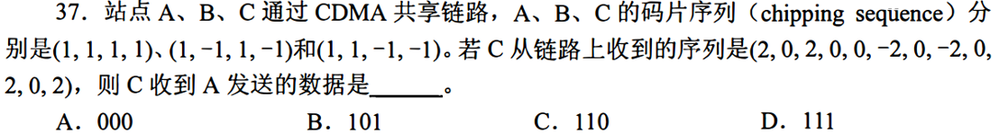 37．站点 A、B、C 通过 CDMA 共享链路，A、B、C 的码片序列（chipping sequence）分
别是(1, 1, 1, 1)、(1, −1, 1, −1)和(1, 1, −1, −1)。若 C 从链路上收到的序列是(2, 0, 2, 0, 0, −2, 0, −2, 0,
2, 0, 2)，则 C 收到 A 发送的数据是______。
A．000 B．101 C．110 D．111